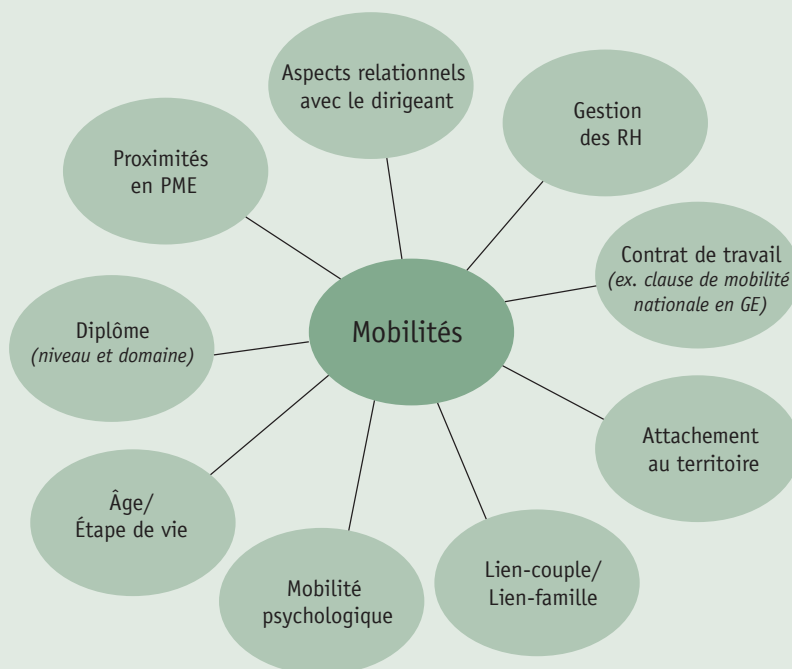 Aspects relationnels
avec le dirigeant
Gestion
des RH
Proximités
en PME
Contrat de travail
(ex. clause de mobilité
nationale en GE)
Mobilités
Diplôme
(niveau et domaine)
Attachement
au territoire
Âge/
Étape de vie
Lien-couple/
Lien-famille
Mobilité
psychologique